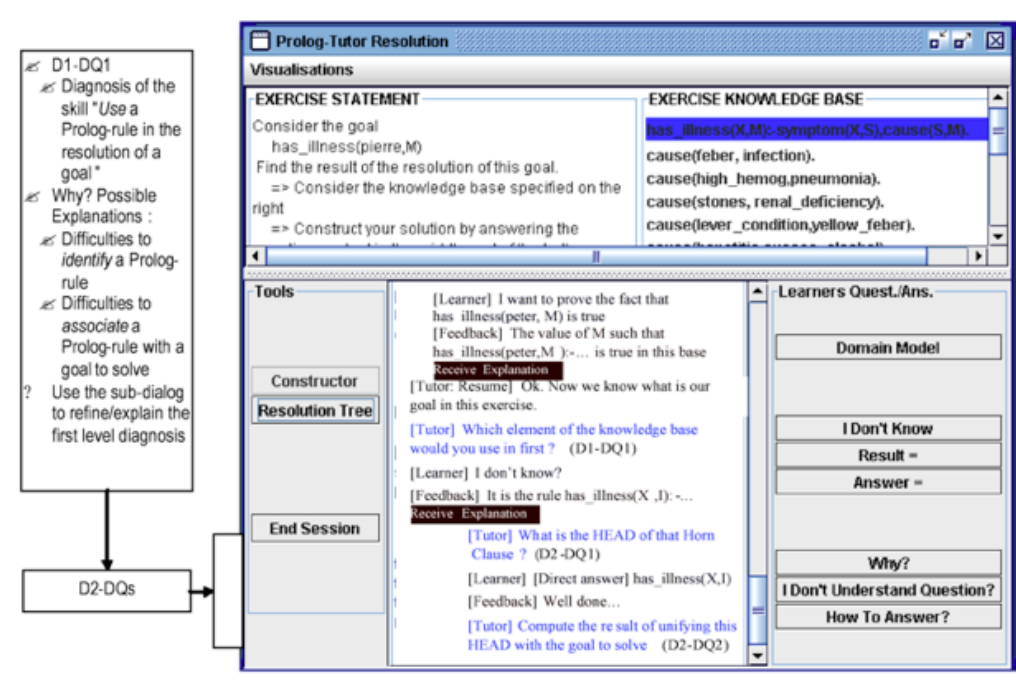 D1-DQ1
Diagnosis of the
skill "Use a
Prolog-rule in the
resolution of a
goal"
Why? Possible
Explanations :
Difficulties to
identify a Prolog-
rule
Difficulties to
associate a
Prolog-rule with a
goal to solve
? Use the sub-dialog
to refine/explain the
first level diagnosis
D2-DQs
Prolog-Tutor Resolution
Visualisations
EXERCISE STATEMENT
Consider the goal
has_illness(pierre,M)
Find the result of the resolution of this goal.
=> Consider the knowledge base specified on the
right
=> Construct your solution by answering the
EXERCISE KNOWLEDGE BASE
has_illness(X,M):-symptom(X,S),cause(S,M).
cause(feber, infection).
cause(high_hemog,pneumonia).
cause(stones, renal_deficiency).
cause(lever_condition,yellow_feber).
Tools
Constructor
Resolution Tree
End Session
[Learner] I want to prove the fact that
has_illness(peter, M) is true
[Feedback] The value of M such that
has_illness(peter,M ):-... is true in this base
Receive Explanation
[Tutor: Resume] Ok. Now we know what is our
goal in this exercise.
[Tutor] Which element of the knowledge base
would you use in first ? (D1-DQ1)
[Learner] I don't know?
[Feedback] It is the rule has_illness(X ,I): -...
Receive Explanation
[Tutor] What is the HEAD of that Horn
Clause ? (D2-DQ1)
[Learner] [Direct answer] has_illness(X,I)
[Feedback] Well done...
[Tutor] Compute the re sult of unifying this
HEAD with the goal to solve (D2-DQ2)
Learners Quest./Ans.
Domain Model
I Don't Know
Result =
Answer =
Why?
I Don't Understand Question?
How To Answer?